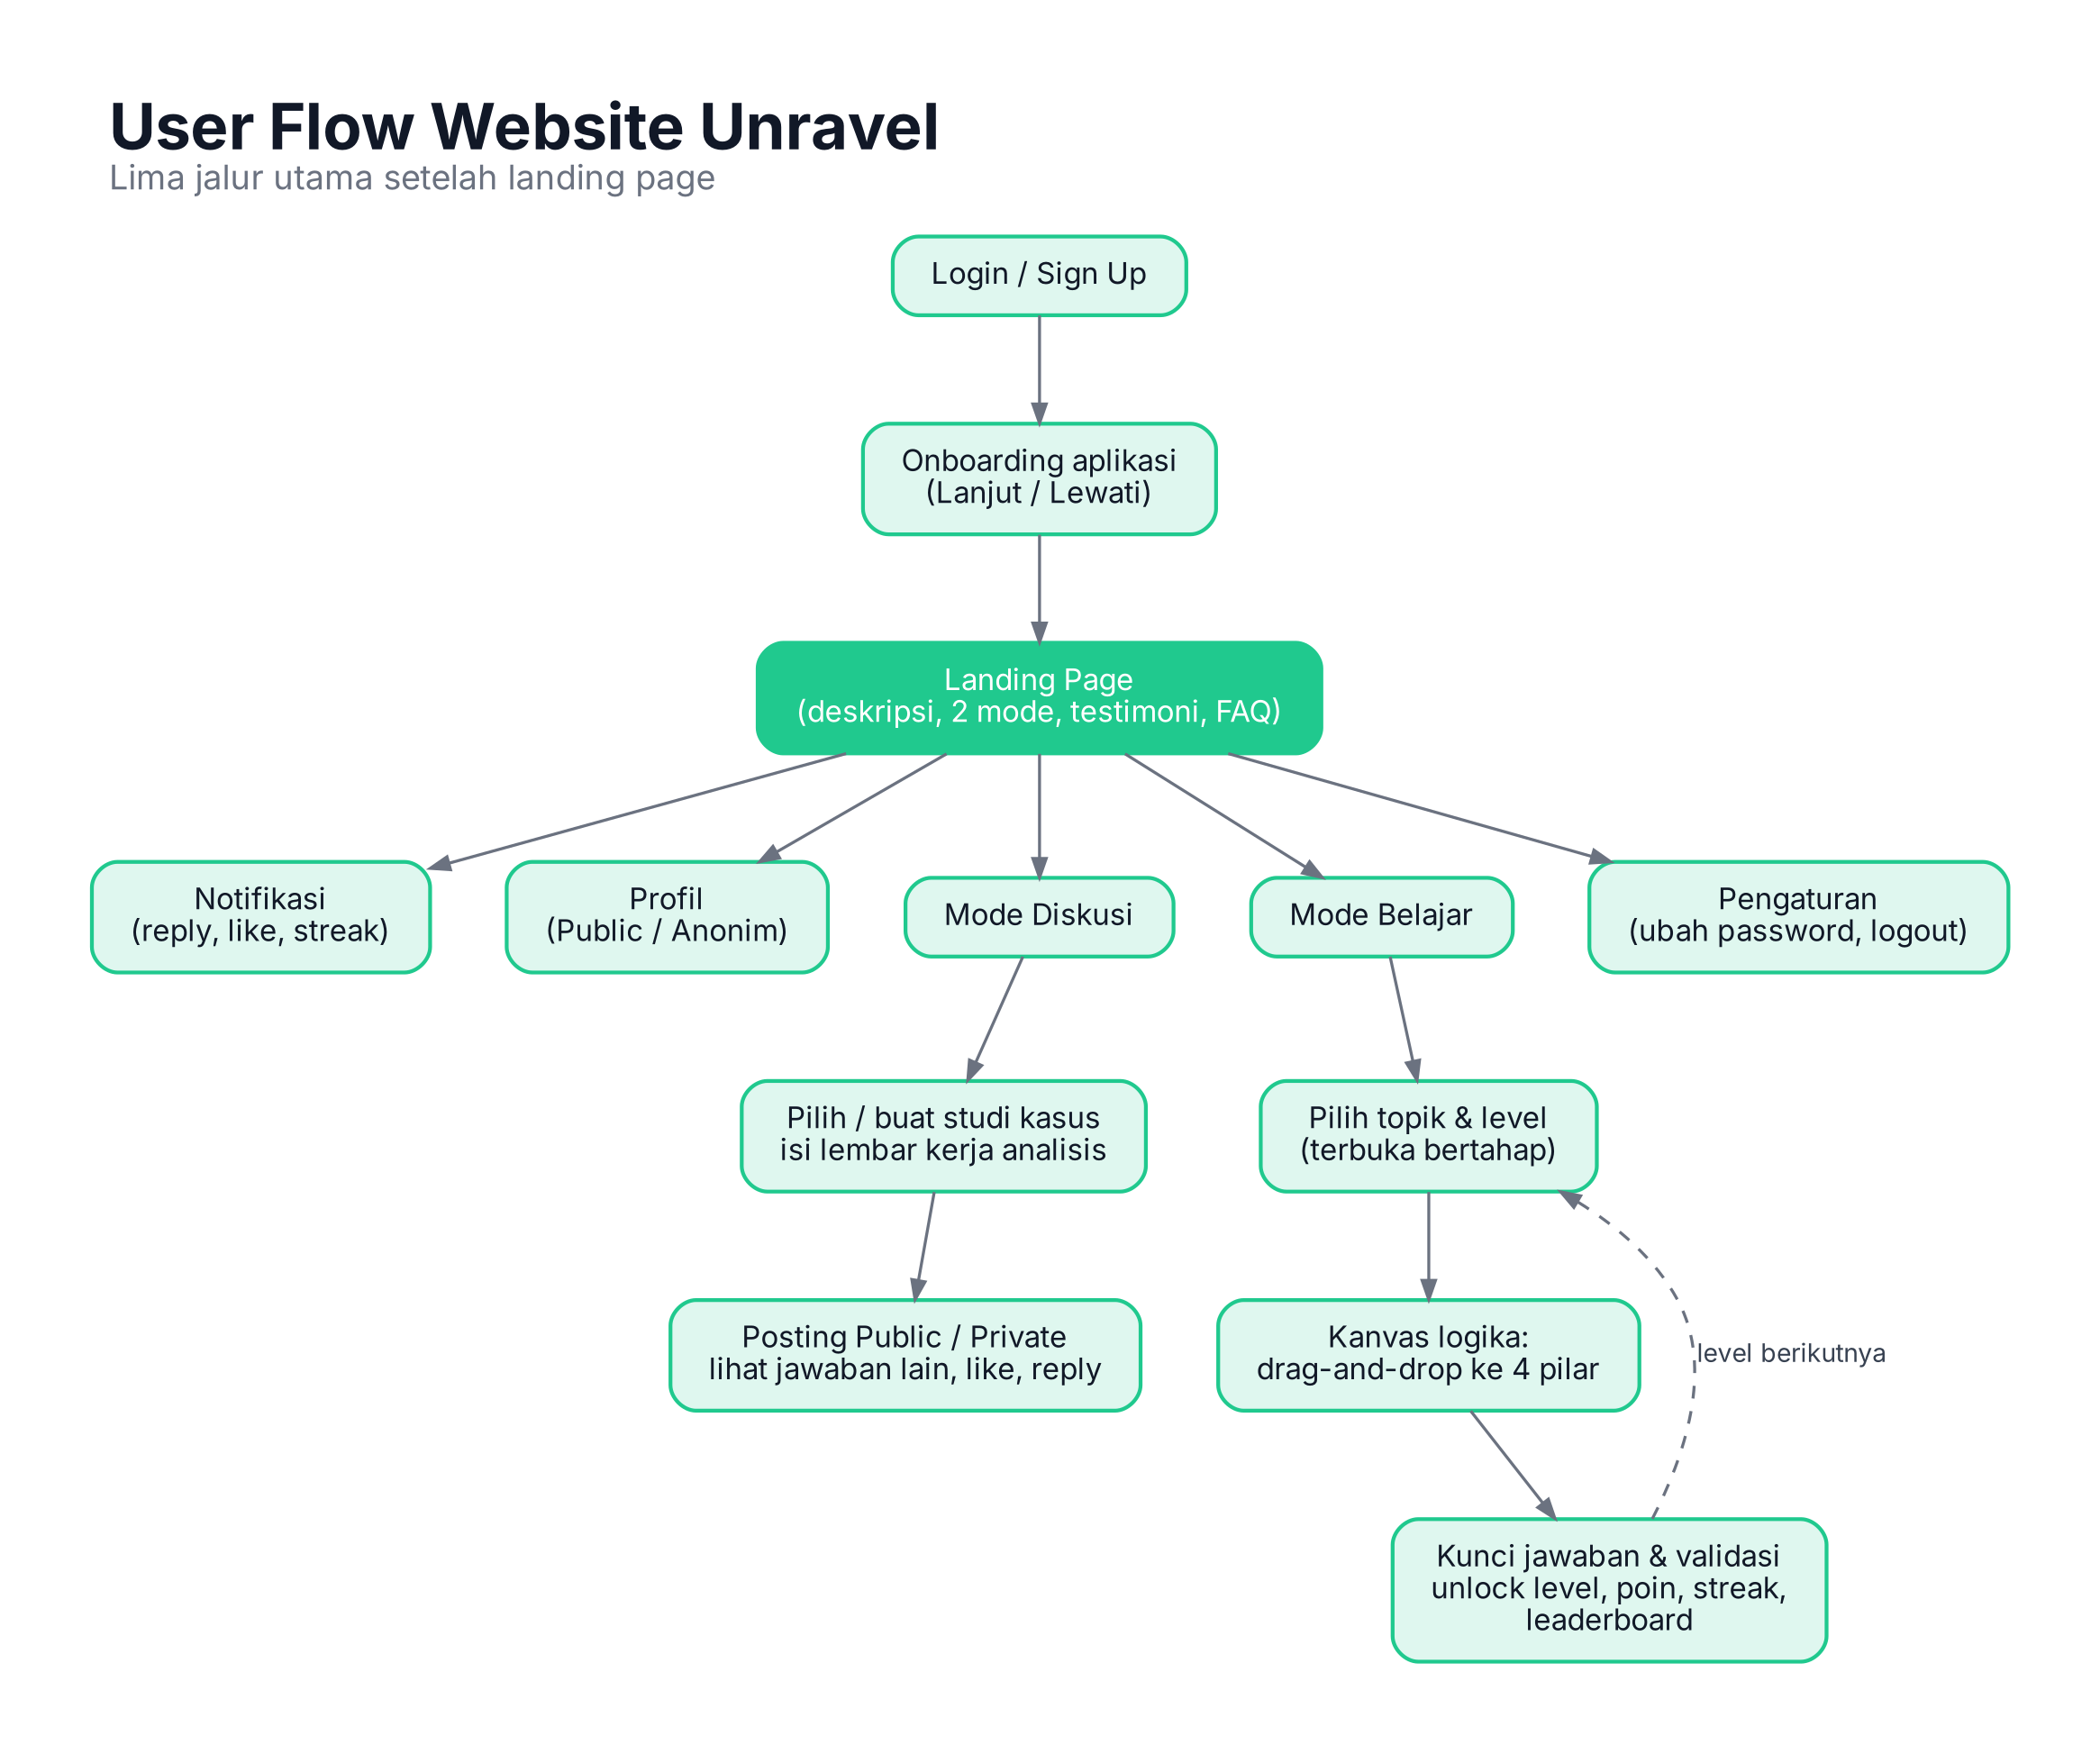 User Flow Website Unravel
Lima jalur utama setelah landing page
Login / Sign Up
Onboarding aplikasi
(Lanjut / Lewati)
Landing Page
(deskripsi, 2 mode, testimoni, FAQ)
Notifikasi
(reply, like, streak)
Profil
(Public / Anonim)
Mode Diskusi
Mode Belajar
Pengaturan
(ubah password, logout)
Pilih / buat studi kasus
isi lembar kerja analisis
Pilih topik & level
(terbuka bertahap)
Posting Public / Private
lihat jawaban lain, like, reply
Kanvas logika:
drag-and-drop ke 4 pilar
level berikutnya
Kunci jawaban & validasi
unlock level, poin, streak,
leaderboard